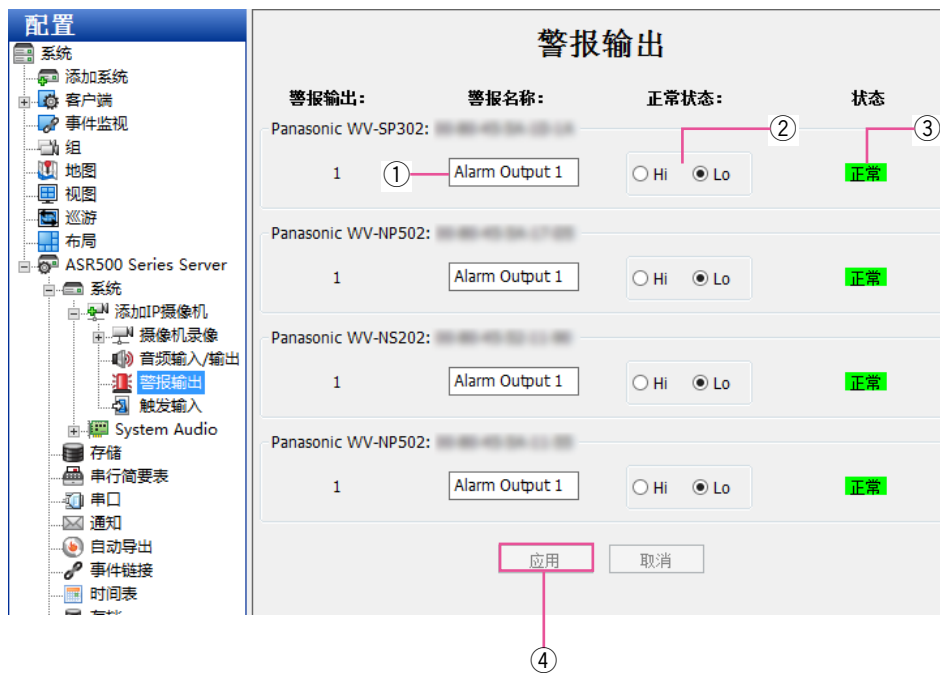 配置
系统
添加系统
客户端
事件监视
组
地图
视图
巡游
布局
ASR500 Series Server
系统
添加IP摄像机
摄像机录像
音频输入/输出
警报输出
触发输入
System Audio
存储
串行简要表
串口
通知
自动导出
事件链接
时间表
警报输出
警报输出: 警报名称: 正常状态: 状态
Panasonic WV-SP302:
② ③
1 ① Alarm Output 1 Hi Lo 正常
Panasonic WV-NP502:
1 Alarm Output 1 Hi Lo 正常
Panasonic WV-NS202:
1 Alarm Output 1 Hi Lo 正常
Panasonic WV-NP502:
1 Alarm Output 1 Hi Lo 正常
应用 取消
④